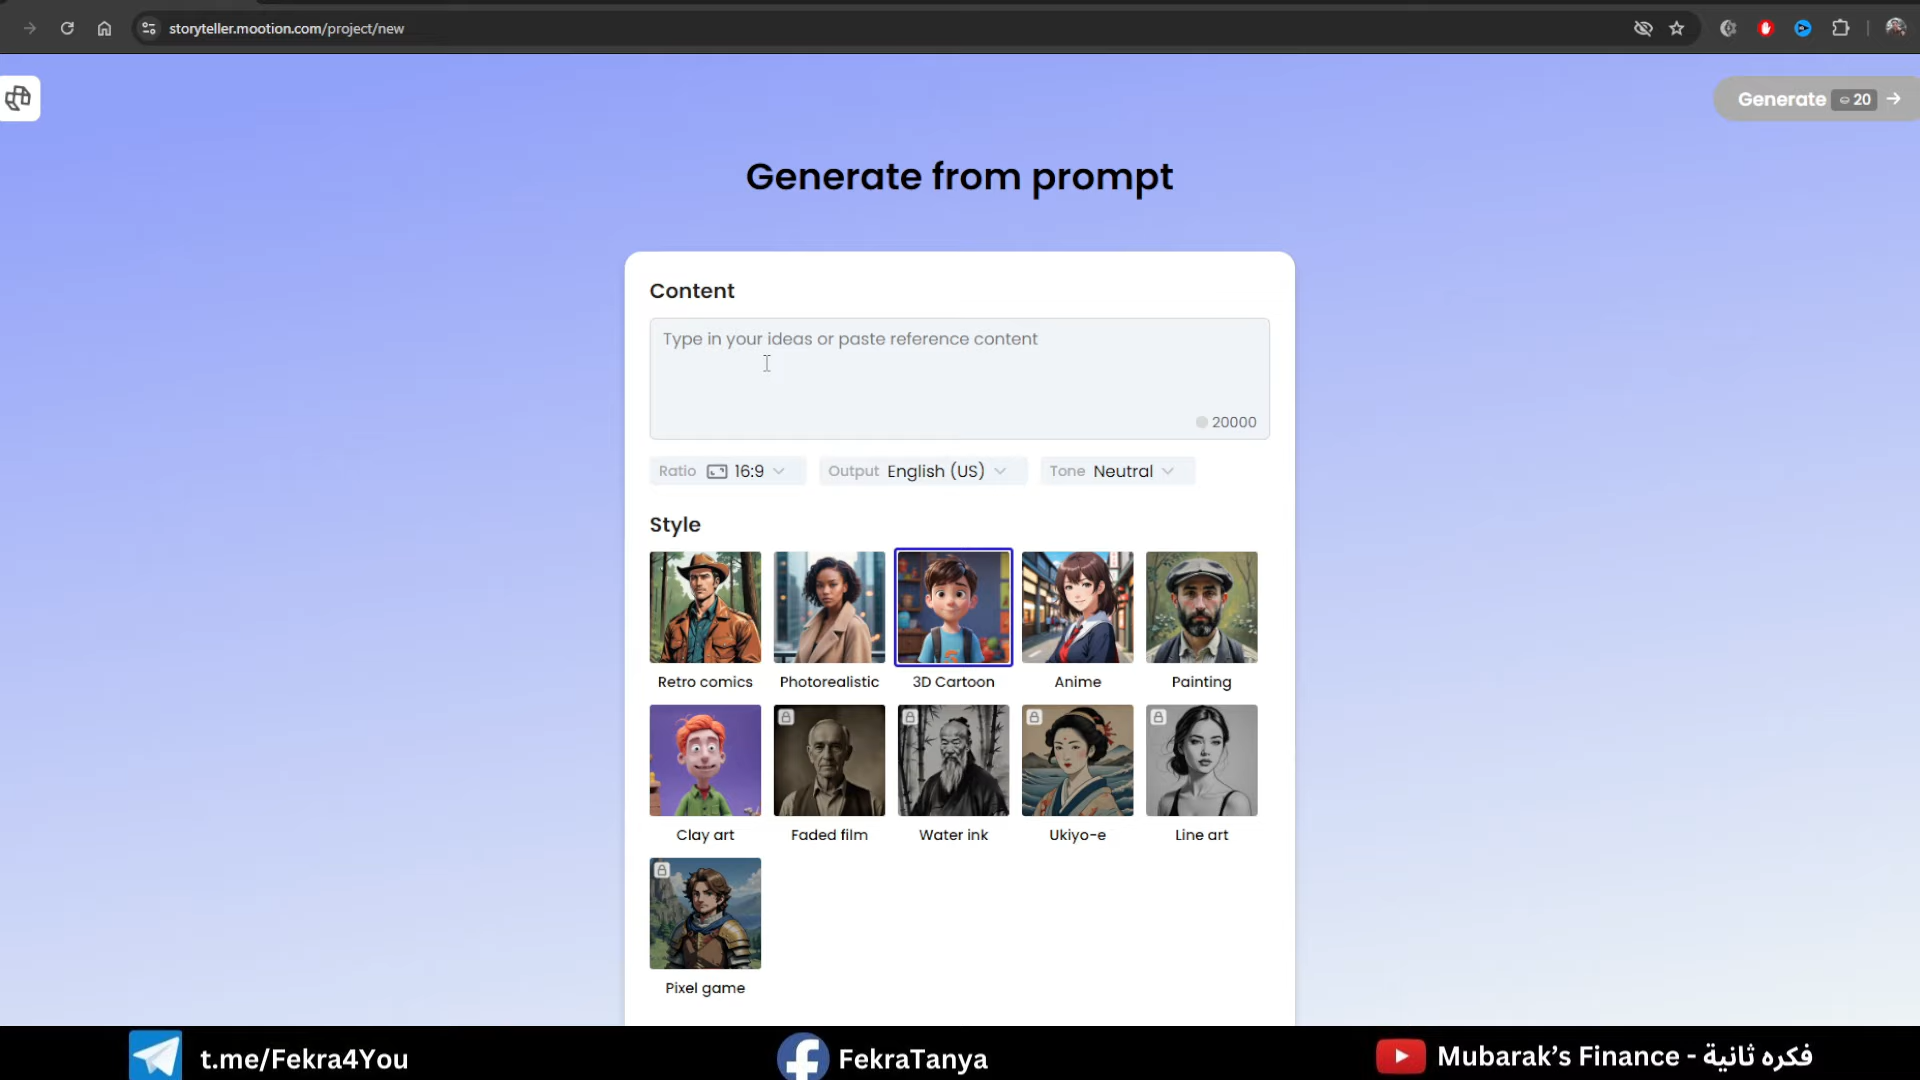 storyteller.mootion.com/project/new
Generate 20
Generate from prompt
Content
Type in your ideas or paste reference content
20000
Ratio 16:9 Output English (US) Tone Neutral
Style
Retro comics Photorealistic 3D Cartoon Anime Painting
Clay art Faded film Water ink Ukiyo-e Line art
Pixel game
t.me/Fekra4You FekraTanya Mubarak's Finance - فكره ثانية